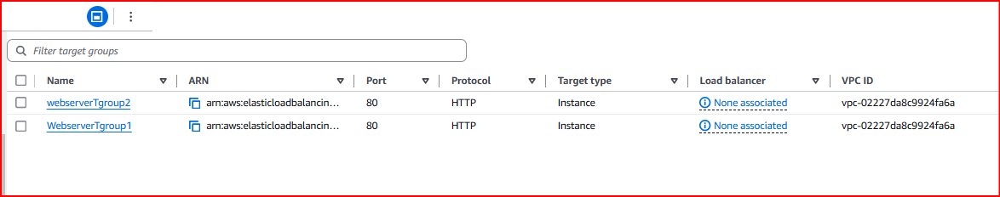 Filter target groups
Name ARN Port Protocol Target type Load balancer VPC ID
webserverTgroup2 arn:aws:elasticloadbalancin... 80 HTTP Instance None associated vpc-02227da8c9924fa6a
WebserverTgroup1 arn:aws:elasticloadbalancin... 80 HTTP Instance None associated vpc-02227da8c9924fa6a